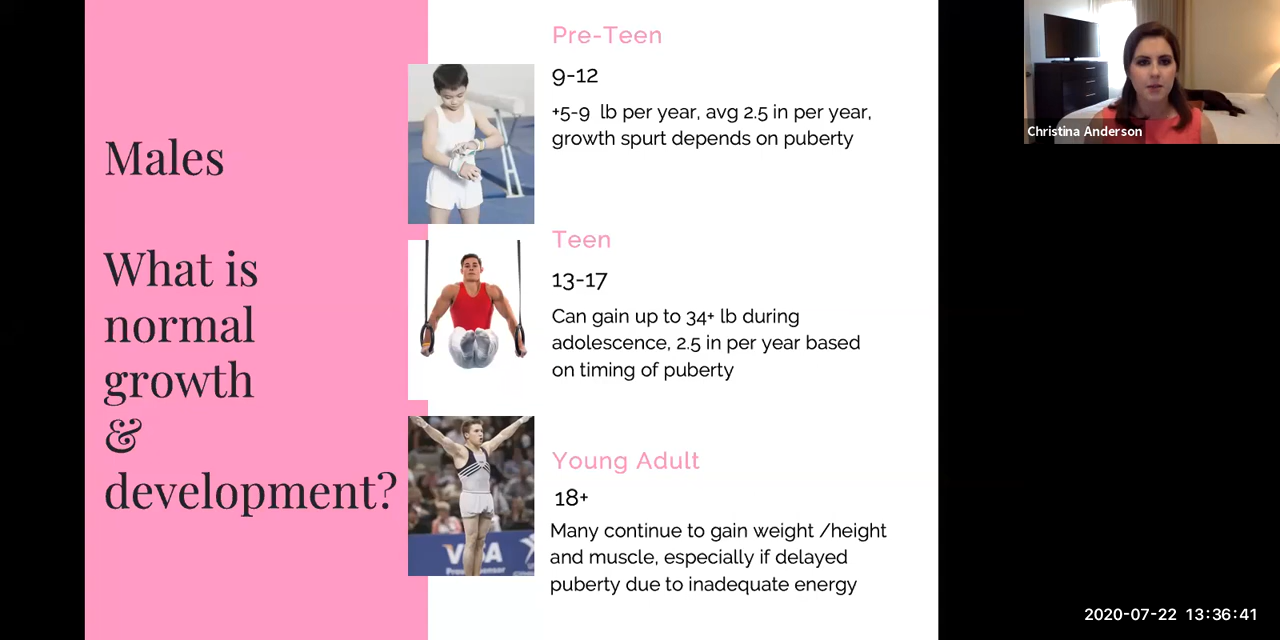 Males
What is
normal
growth
&
development?
Pre-Teen
9-12
+5-9 lb per year, avg 2.5 in per year,
growth spurt depends on puberty
Teen
13-17
Can gain up to 34+ lb during
adolescence, 2.5 in per year based
on timing of puberty
Young Adult
18+
Many continue to gain weight /height
and muscle, especially if delayed
puberty due to inadequate energy
VISA
Christina Anderson
2020-07-22 13:36:41